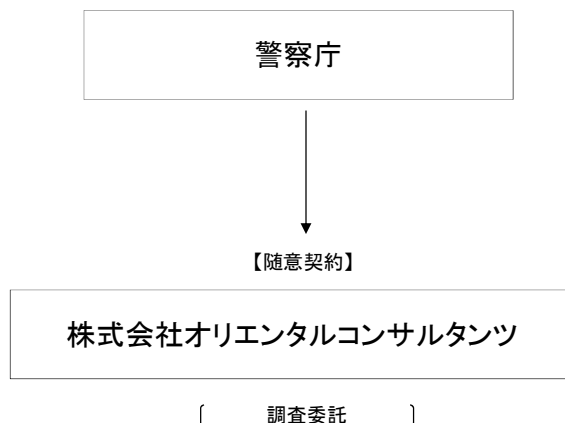 警察庁
【随意契約】
株式会社オリエンタルコンサルタンツ
調査委託